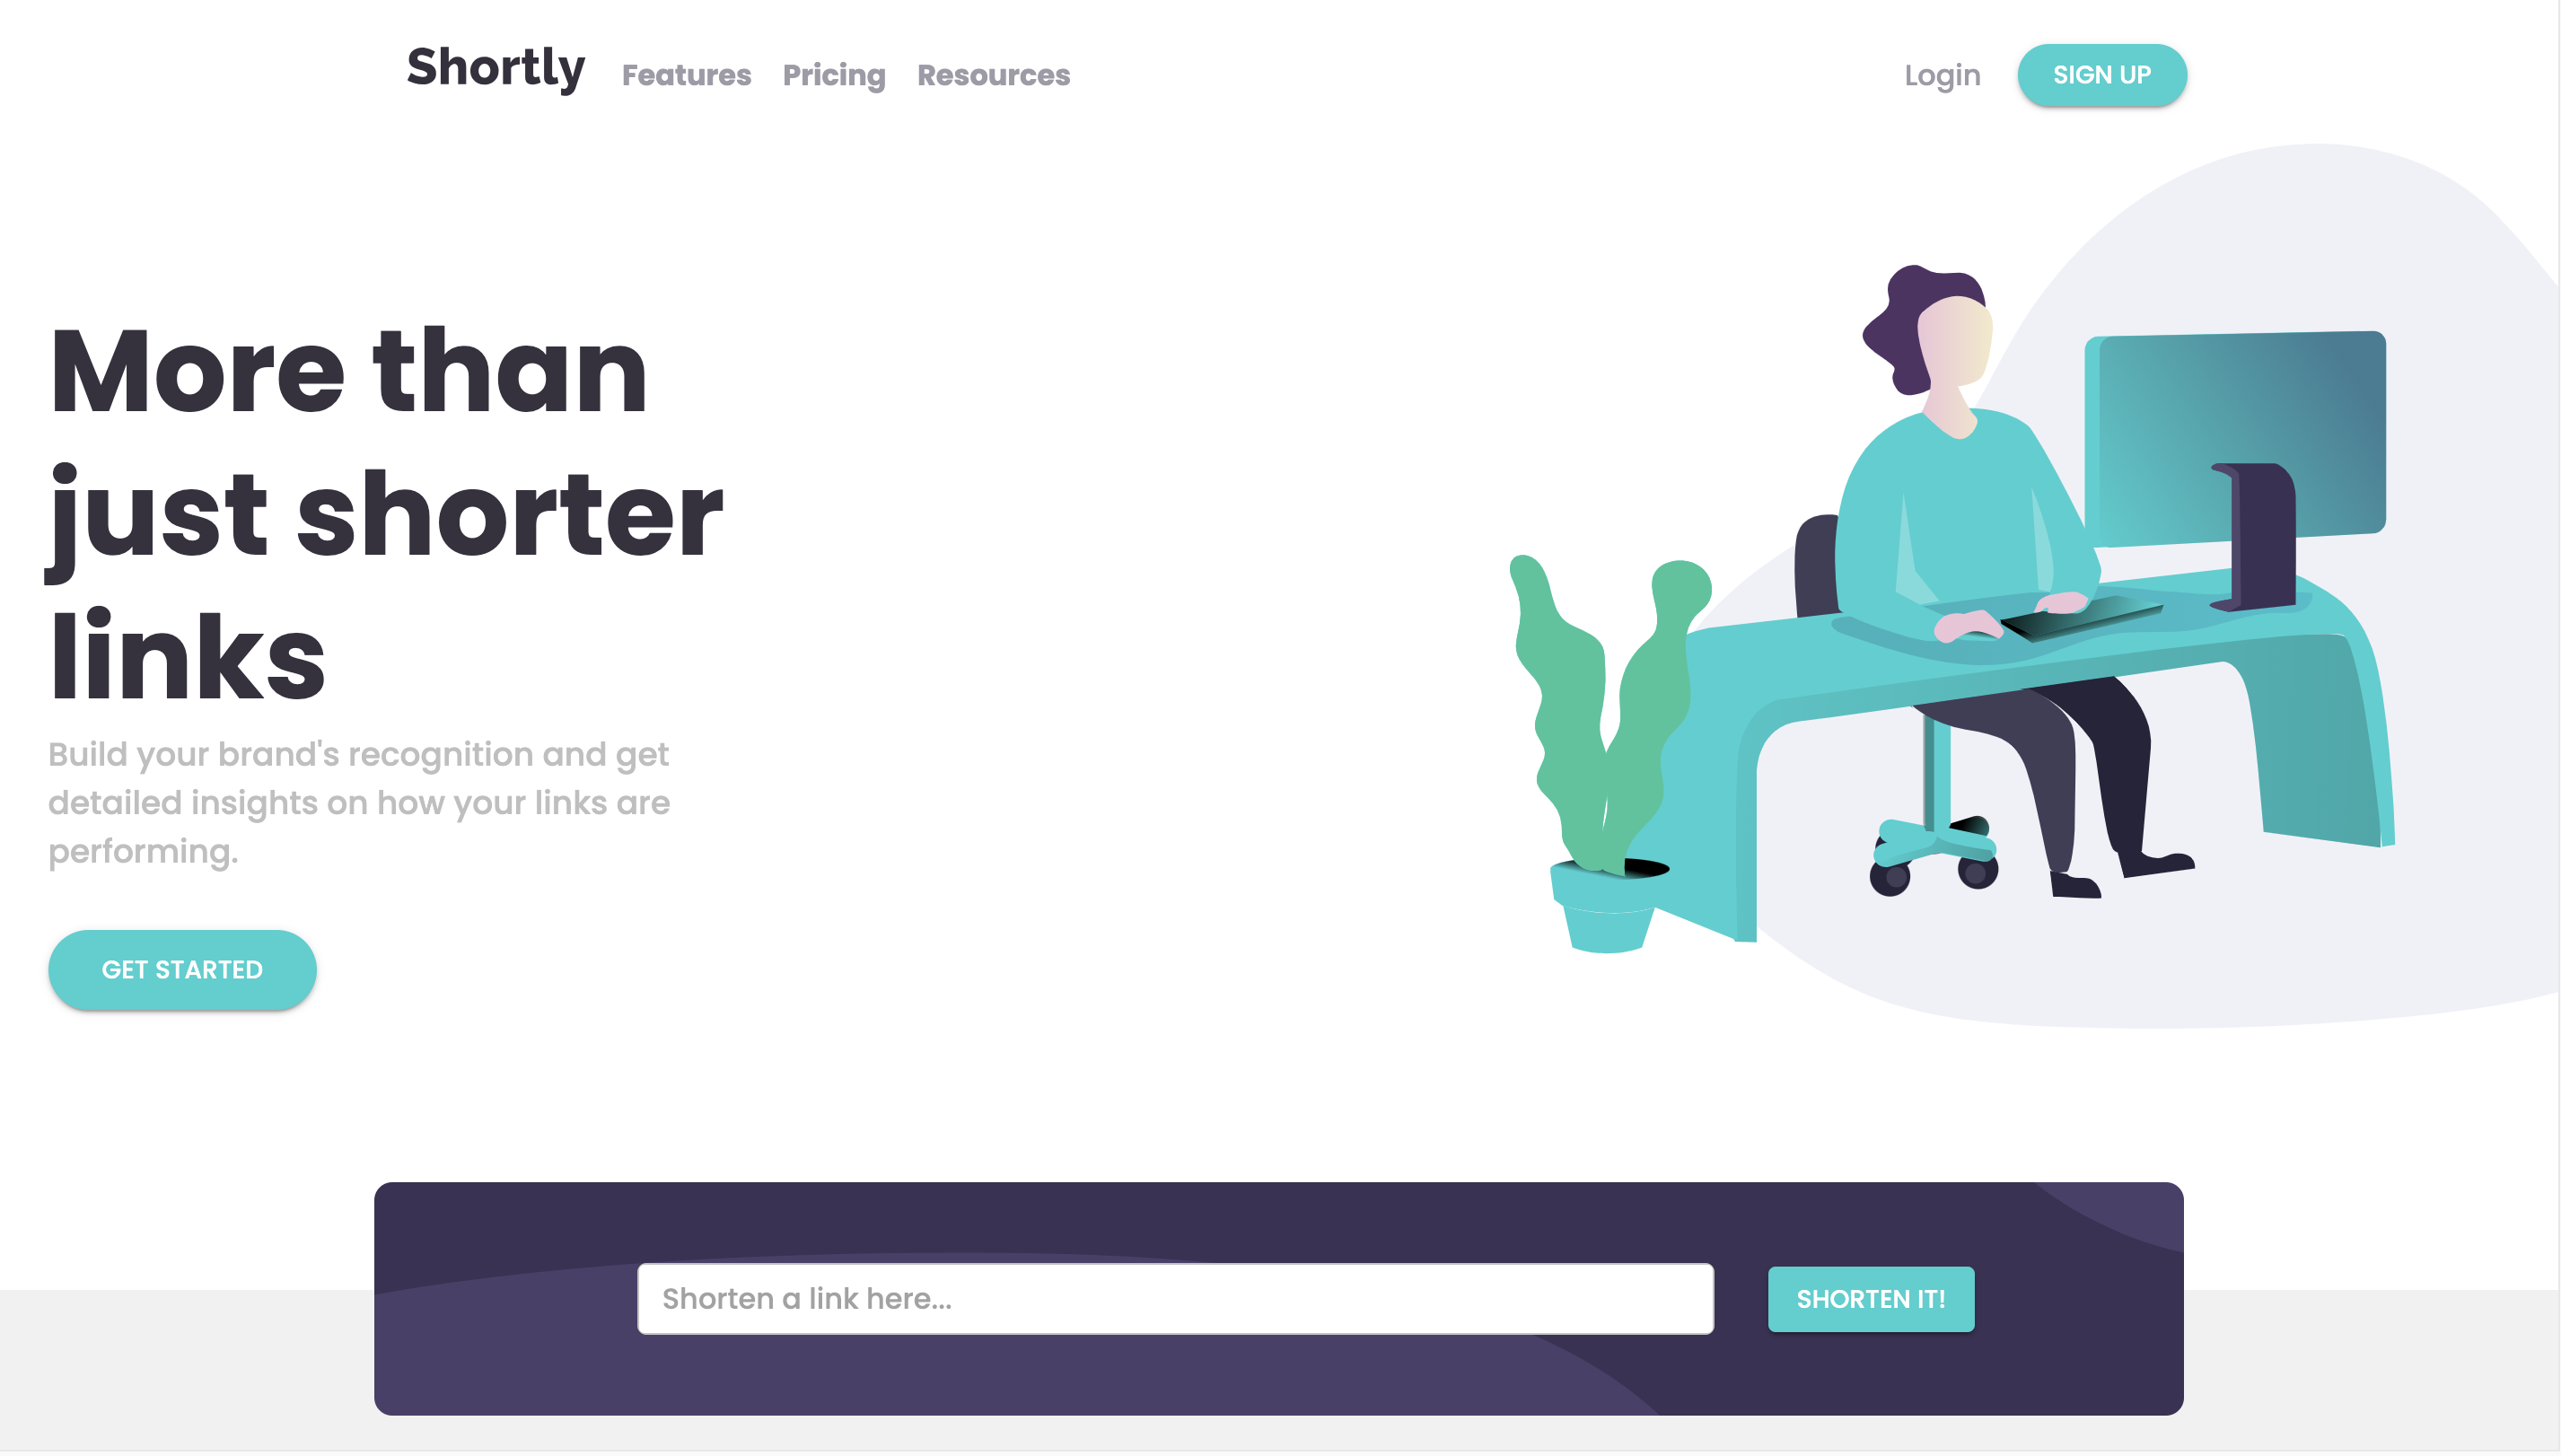 Shortly Features Pricing Resources Login SIGN UP
More than
just shorter
links
Build your brand's recognition and get
detailed insights on how your links are
performing.
GET STARTED
Shorten a link here... SHORTEN IT!